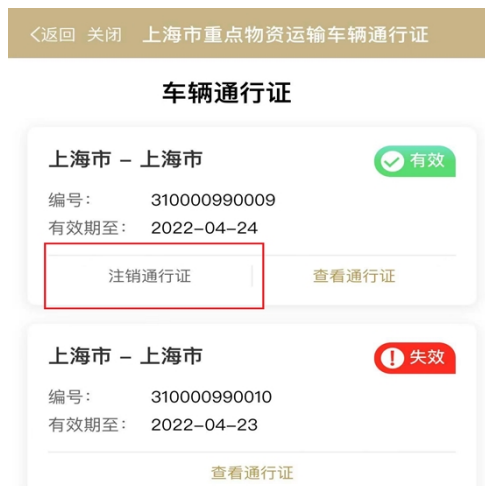 返回 关闭 上海市重点物资运输车辆通行证
车辆通行证
上海市 – 上海市 有效
编号： 310000990009
有效期至： 2022–04–24
注销通行证 查看通行证
上海市 – 上海市 失效
编号： 310000990010
有效期至： 2022–04–23
查看通行证